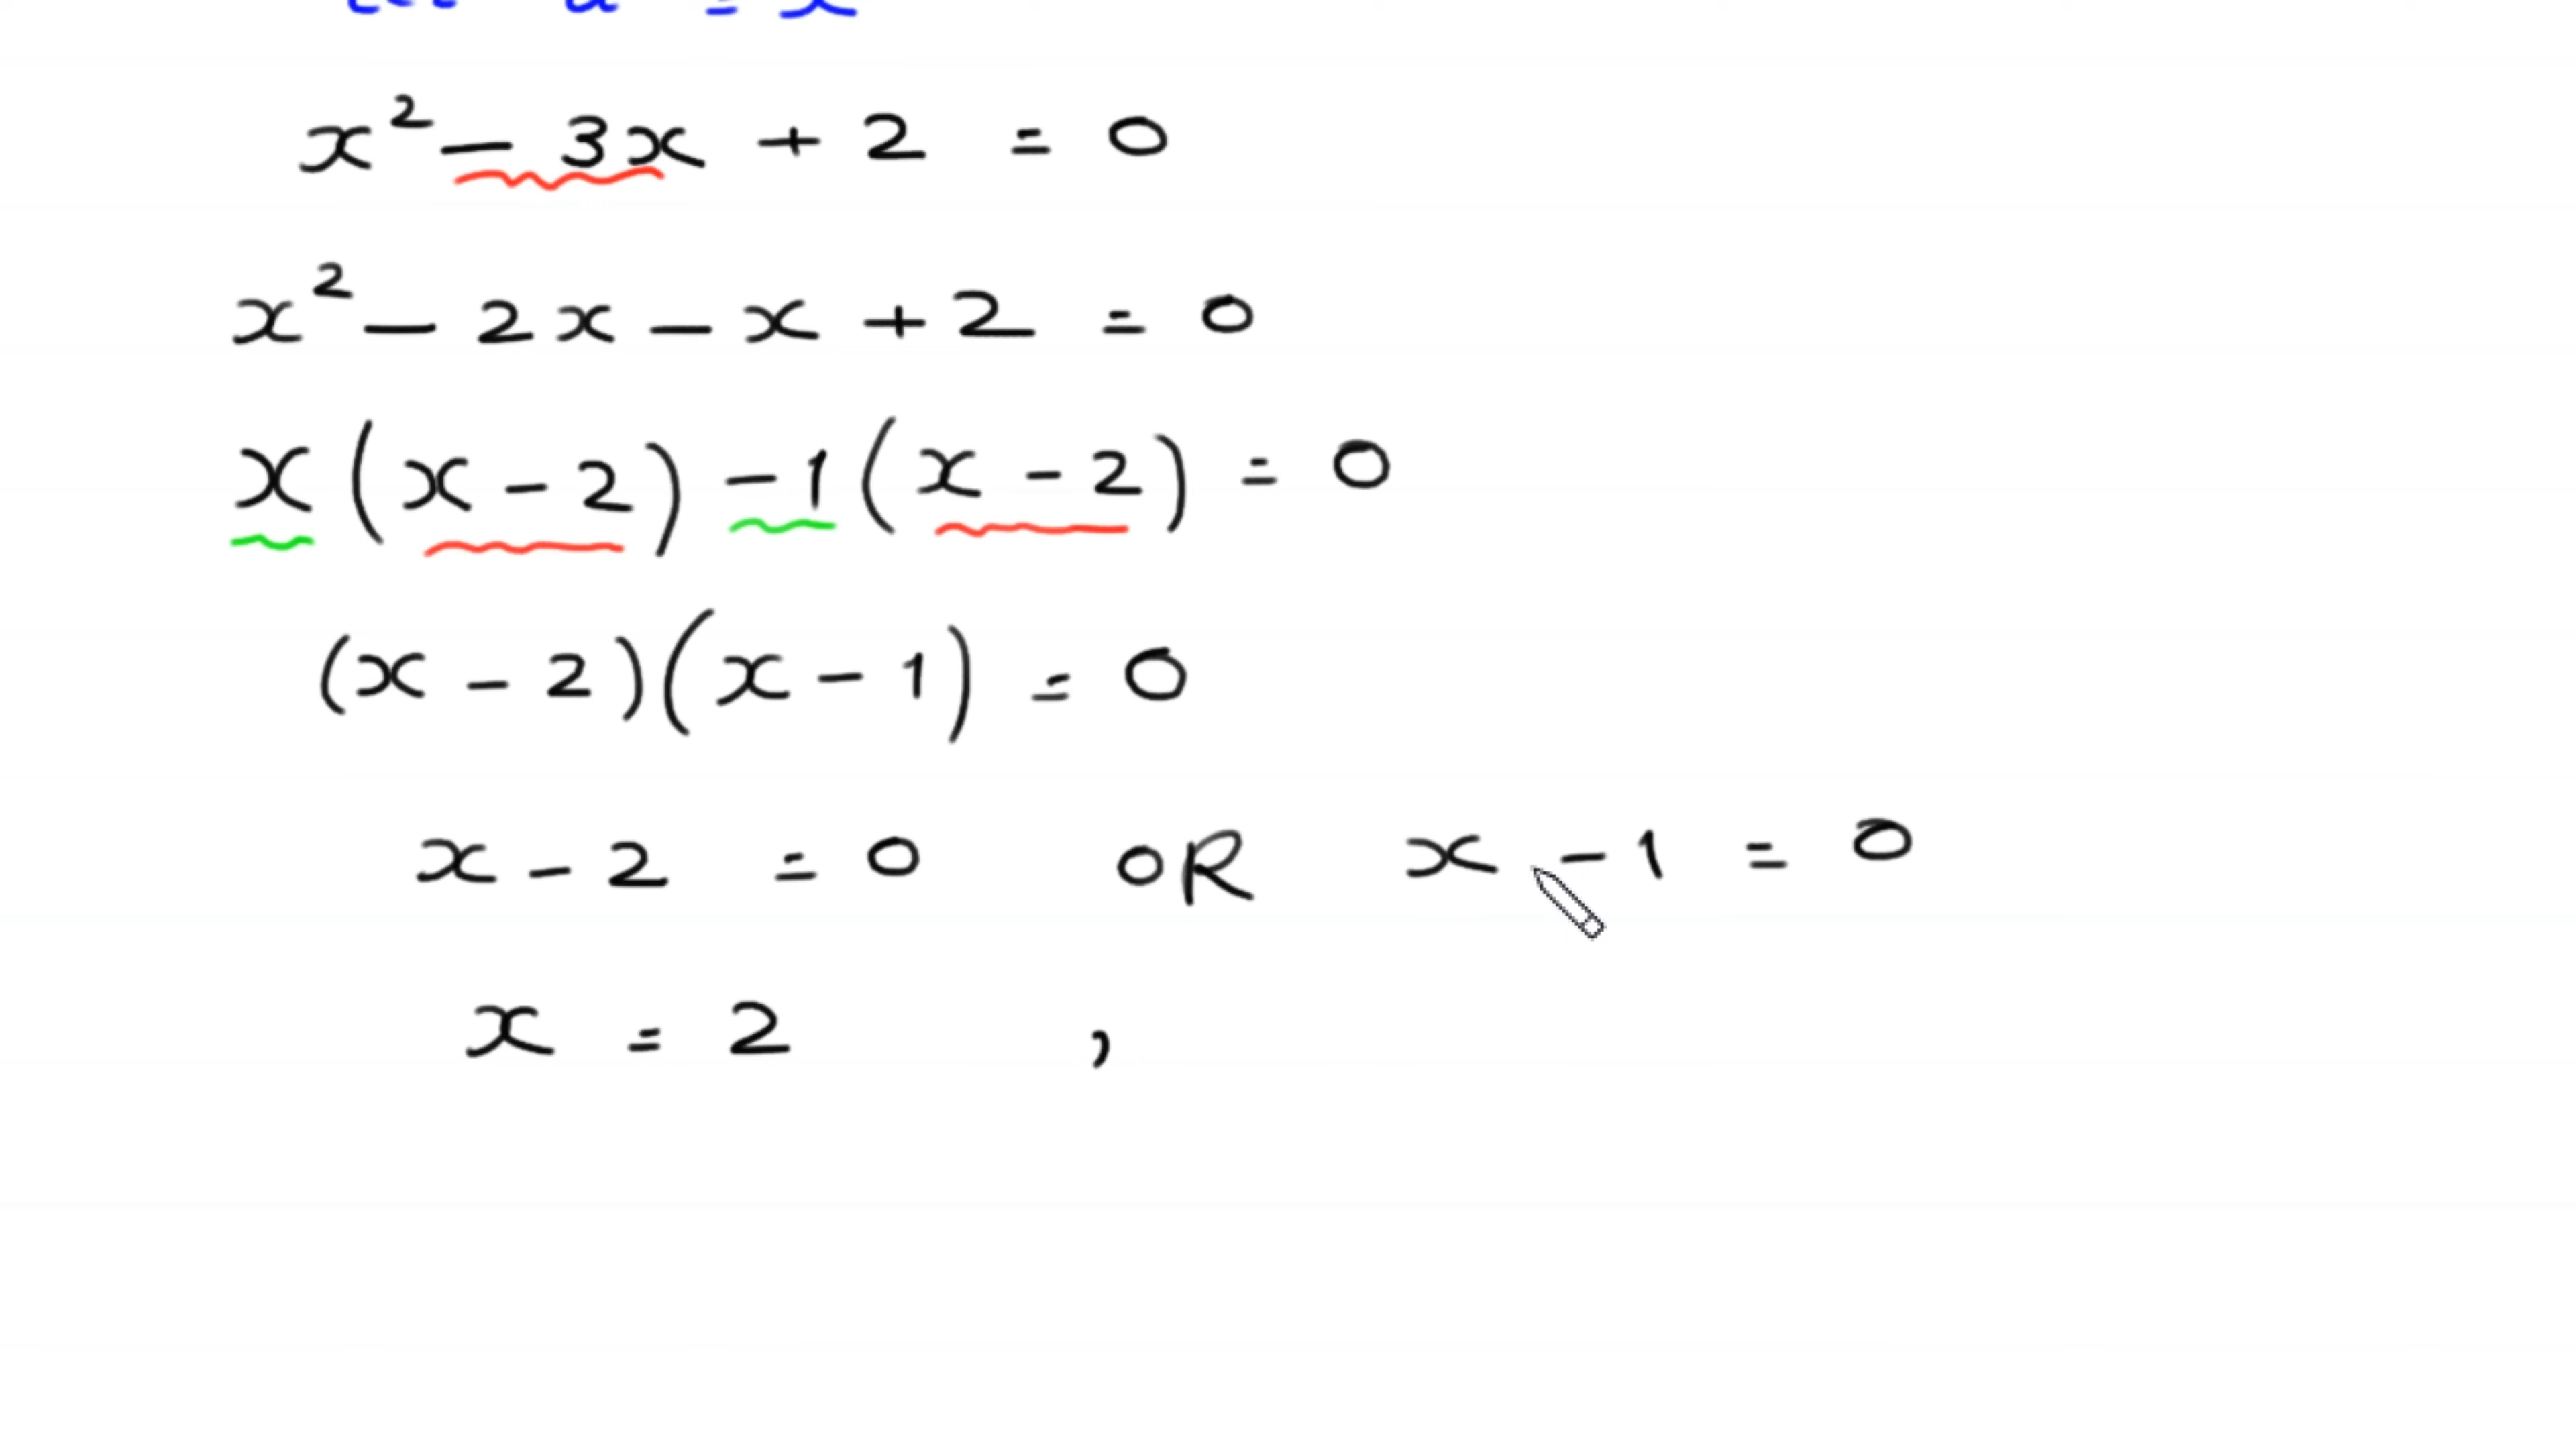 x² - 3x + 2 = 0
x² - 2x - x + 2 = 0
x(x - 2) - 1(x - 2) = 0
(x - 2)(x - 1) = 0
x - 2 = 0 OR x - 1 = 0
x = 2 ,